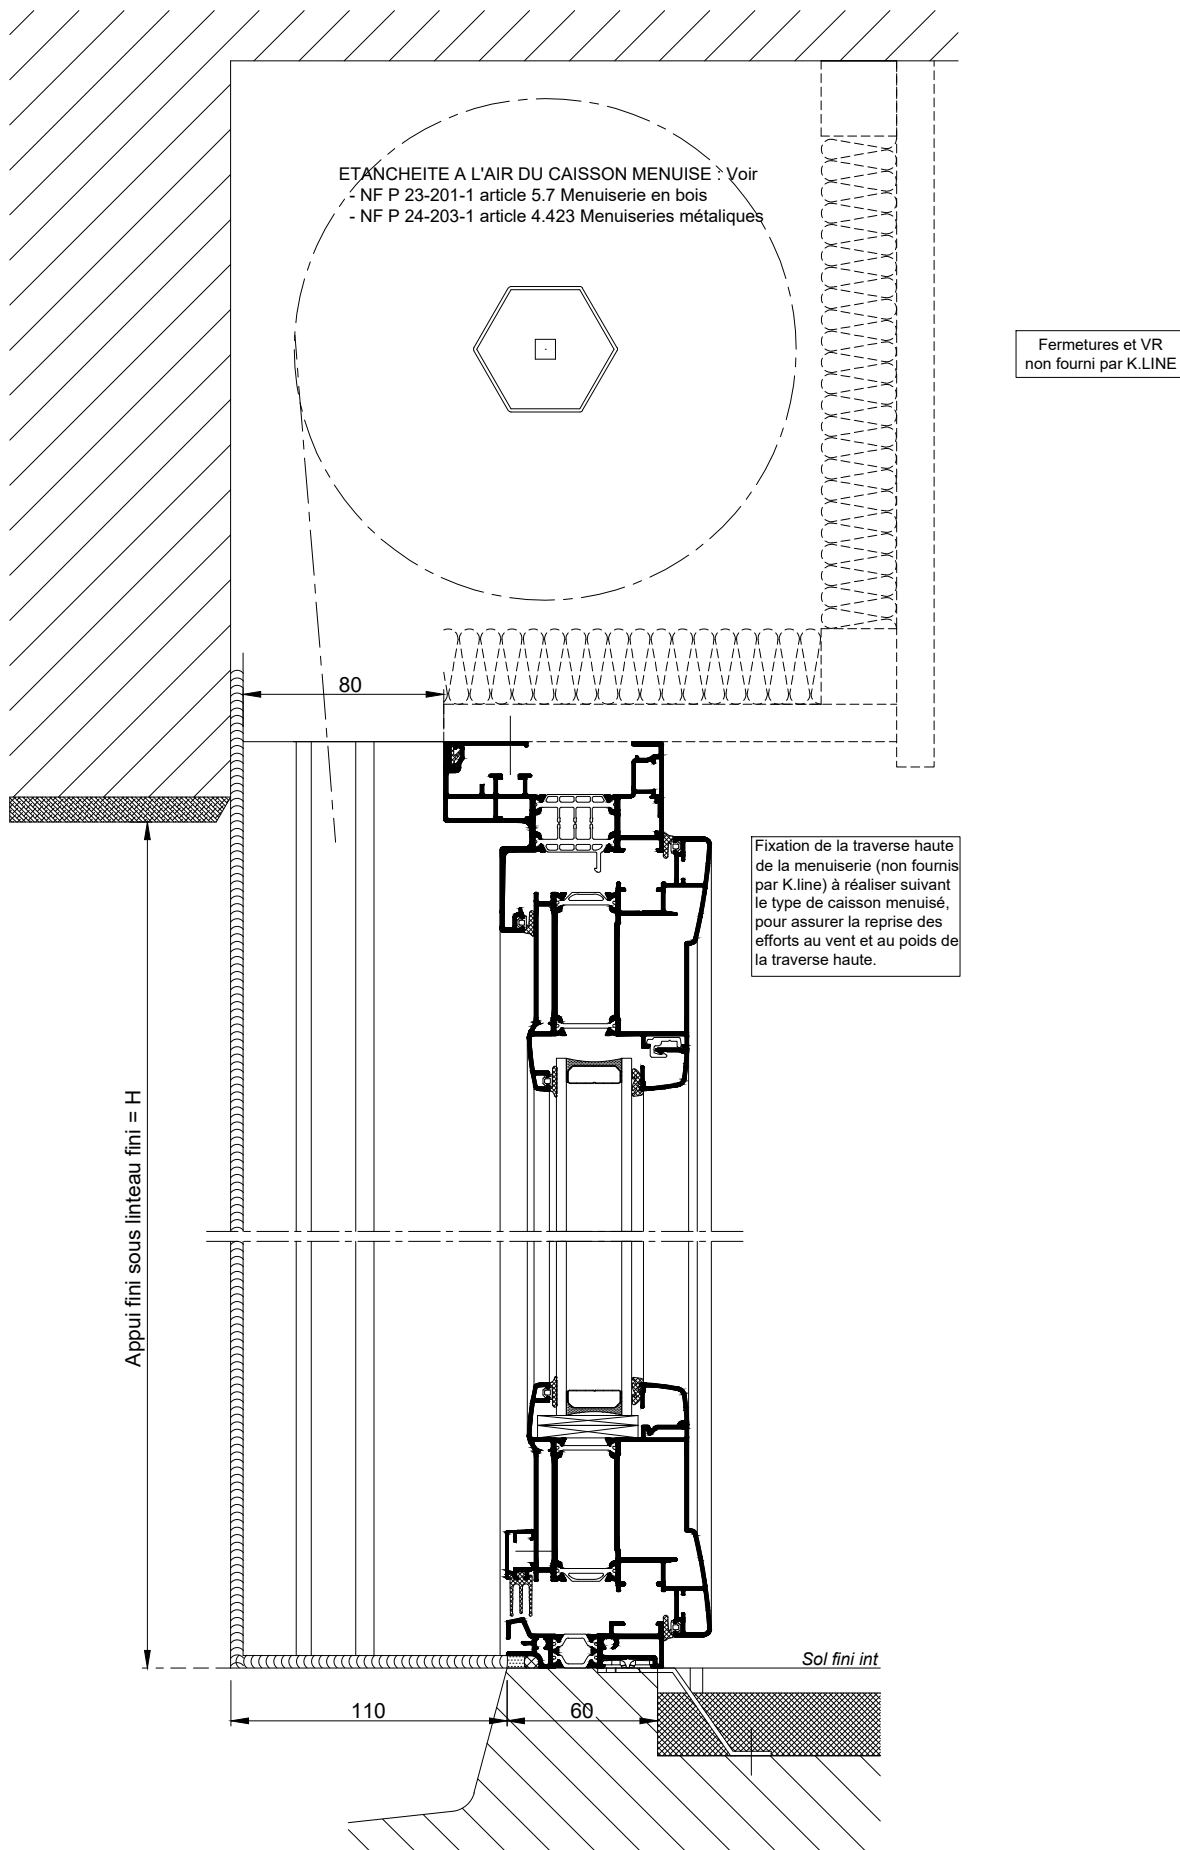 ETANCHEITE A L'AIR DU CAISSON MENUISE : Voir
- NF P 23-201-1 article 5.7 Menuiserie en bois
- NF P 24-203-1 article 4.423 Menuiseries métaliques
Fermetures et VR
non fourni par K.LINE
80
Fixation de la traverse haute
de la menuiserie (non fournis
par K.line) à réaliser suivant
le type de caisson menuisé,
pour assurer la reprise des
efforts au vent et au poids de
la traverse haute.
Appui fini sous linteau fini = H
Sol fini int
110
60